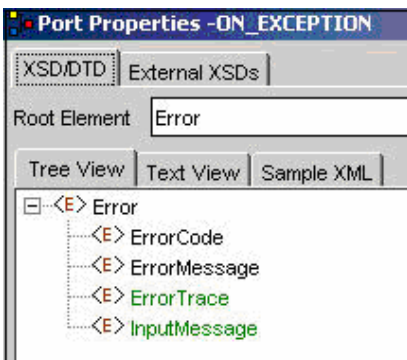 Port Properties -ON_EXCEPTION
XSD/DTD External XSDs
Root Element Error
Tree View Text View Sample XML
<E> Error
<E> ErrorCode
<E> ErrorMessage
<E> ErrorTrace
<E> InputMessage